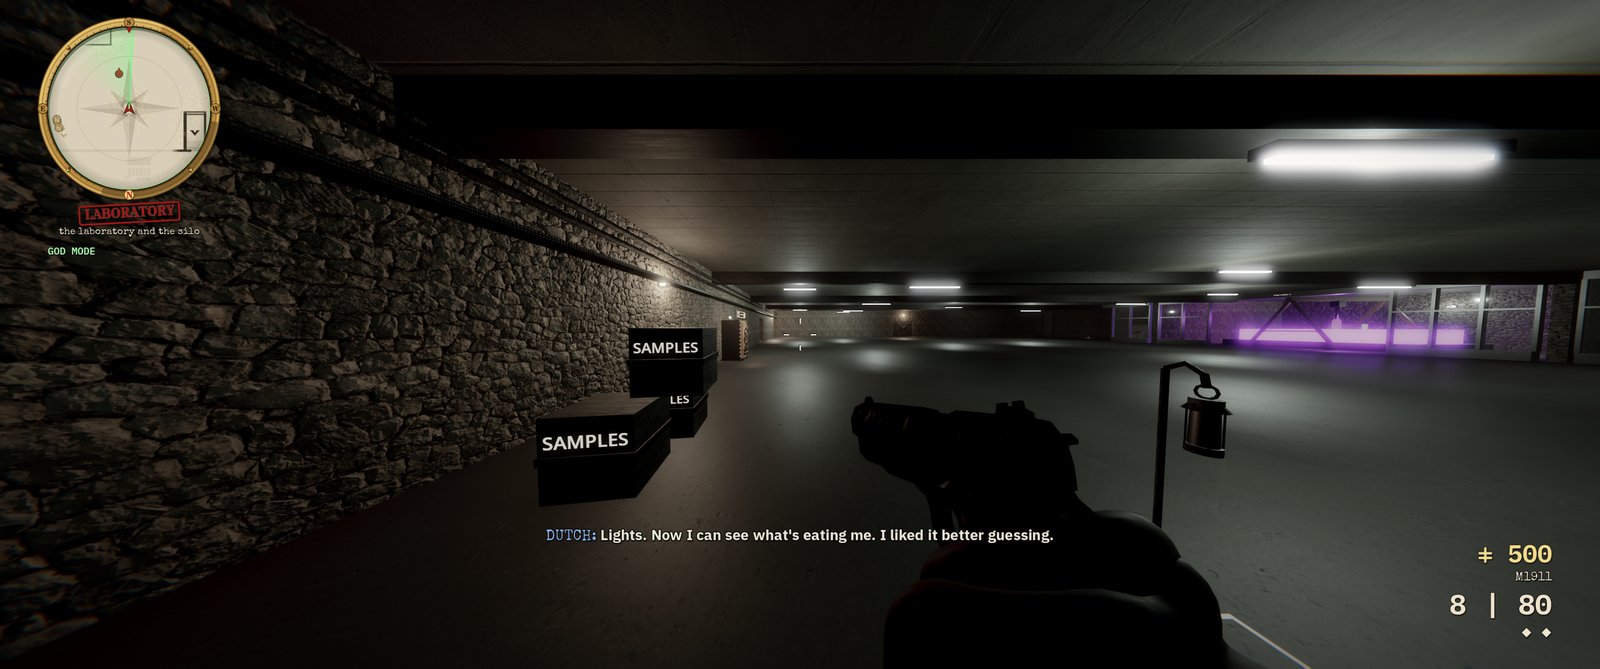 S
E
W
N
LABORATORY
the laboratory and the silo
GOD MODE
SAMPLES
LES
SAMPLES
DUTCH: Lights. Now I can see what's eating me. I liked it better guessing.
500
M1911
8 | 80